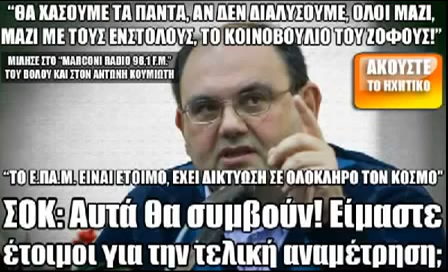 “ΘΑ ΧΑΣΟΥΜΕ ΤΑ ΠΑΝΤΑ, ΑΝ ΔΕΝ ΔΙΑΛΥΣΟΥΜΕ, ΟΛΟΙ ΜΑΖΙ,
ΜΑΖΙ ΜΕ ΤΟΥΣ ΕΝΣΤΟΛΟΥΣ, ΤΟ ΚΟΙΝΟΒΟΥΛΙΟ ΤΟΥ ΖΟΦΟΥΣ!”
ΜΙΛΗΣΕ ΣΤΟ “MARCONI RADIO 98.1 F.M.”
ΤΟΥ ΒΟΛΟΥ ΚΑΙ ΣΤΟΝ ΑΝΤΩΝΗ ΚΟΥΜΙΩΤΗ
ΑΚΟΥΣΤΕ
ΤΟ ΗΧΗΤΙΚΟ
“ΤΟ Ε.ΠΑ.Μ. ΕΙΝΑΙ ΕΤΟΙΜΟ, ΕΧΕΙ ΔΙΚΤΥΩΣΗ ΣΕ ΟΛΟΚΛΗΡΟ ΤΟΝ ΚΟΣΜΟ”
ΣΟΚ: Αυτά θα συμβούν! Είμαστε
έτοιμοι για την τελική αναμέτρηση;